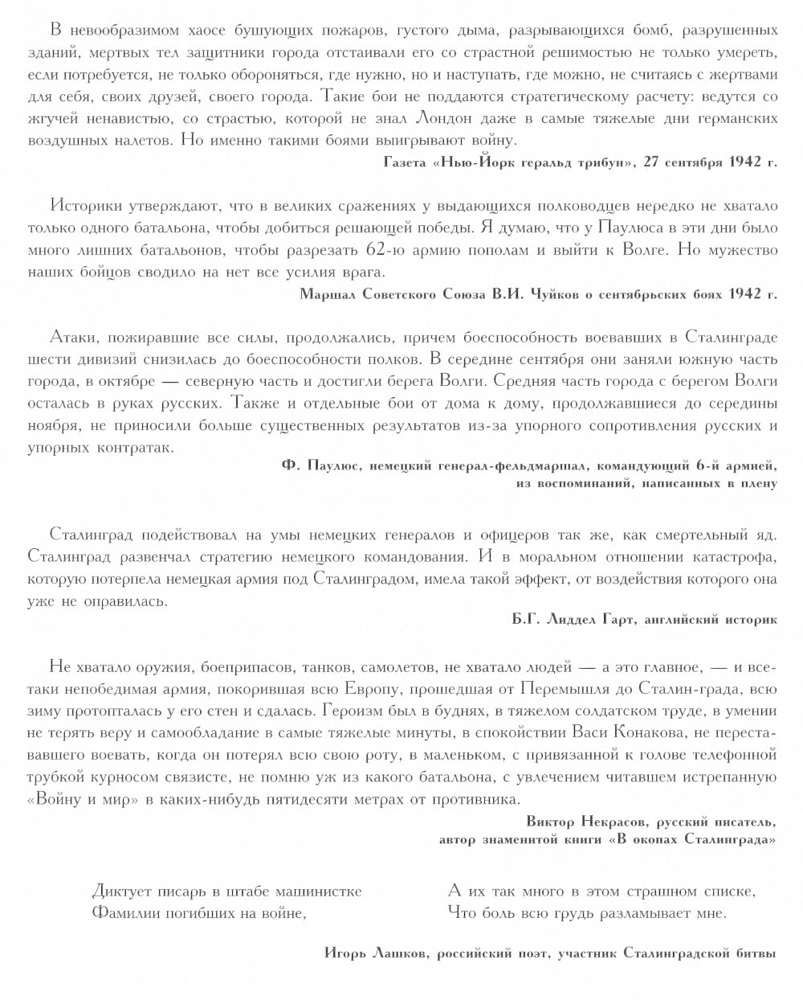 В невообразимом хаосе бушующих пожаров, густого дыма, разрывающихся бомб, разрушенных
зданий, мертвых тел защитники города отстаивали его со страстной решимостью не только умереть,
если потребуется, не только обороняться, где нужно, но и наступать, где можно, не считаясь с жертвами
для себя, своих друзей, своего города. Такие бои не поддаются стратегическому расчету: ведутся со
жгучей ненавистью, со страстью, которой не знал Лондон даже в самые тяжелые дни германских
воздушных налетов. Но именно такими боями выигрывают войну.
Газета «Нью-Йорк геральд трибун», 27 сентября 1942 г.
Историки утверждают, что в великих сражениях у выдающихся полководцев нередко не хватало
только одного батальона, чтобы добиться решающей победы. Я думаю, что у Паулюса в эти дни было
много лишних батальонов, чтобы разрезать 62-ю армию пополам и выйти к Волге. Но мужество
наших бойцов сводило на нет все усилия врага.
Маршал Советского Союза В.И. Чуйков о сентябрьских боях 1942 г.
Атаки, пожиравшие все силы, продолжались, причем боеспособность воевавших в Сталинграде
шести дивизий снизилась до боеспособности полков. В середине сентября они заняли южную часть
города, в октябре — северную часть и достигли берега Волги. Средняя часть города с берегом Волги
осталась в руках русских. Также и отдельные бои от дома к дому, продолжавшиеся до середины
ноября, не приносили больше существенных результатов из-за упорного сопротивления русских и
упорных контратак.
Ф. Паулюс, немецкий генерал-фельдмаршал, командующий 6-й армией,
из воспоминаний, написанных в плену
Сталинград подействовал на умы немецких генералов и офицеров так же, как смертельный яд.
Сталинград развенчал стратегию немецкого командования. И в моральном отношении катастрофа,
которую потерпела немецкая армия под Сталинградом, имела такой эффект, от воздействия которого она
уже не оправилась.
Б.Г. Лиддел Гарт, английский историк
Не хватало оружия, боеприпасов, танков, самолетов, не хватало людей — а это главное, — и все-
таки непобедимая армия, покорившая всю Европу, прошедшая от Перемышля до Сталин-града, всю
зиму протопталась у его стен и сдалась. Героизм был в буднях, в тяжелом солдатском труде, в умении
не терять веру и самообладание в самые тяжелые минуты, в спокойствии Васи Конакова, не переста-
вавшего воевать, когда он потерял всю свою роту, в маленьком, с привязанной к голове телефонной
трубкой курносом связисте, не помню уж из какого батальона, с увлечением читавшем истрепанную
«Войну и мир» в каких-нибудь пятидесяти метрах от противника.
Виктор Некрасов, русский писатель,
автор знаменитой книги «В окопах Сталинграда»
Диктует писарь в штабе машинистке
Фамилии погибших на войне,
А их так много в этом страшном списке,
Что боль всю грудь разламывает мне.
Игорь Лашков, российский поэт, участник Сталинградской битвы